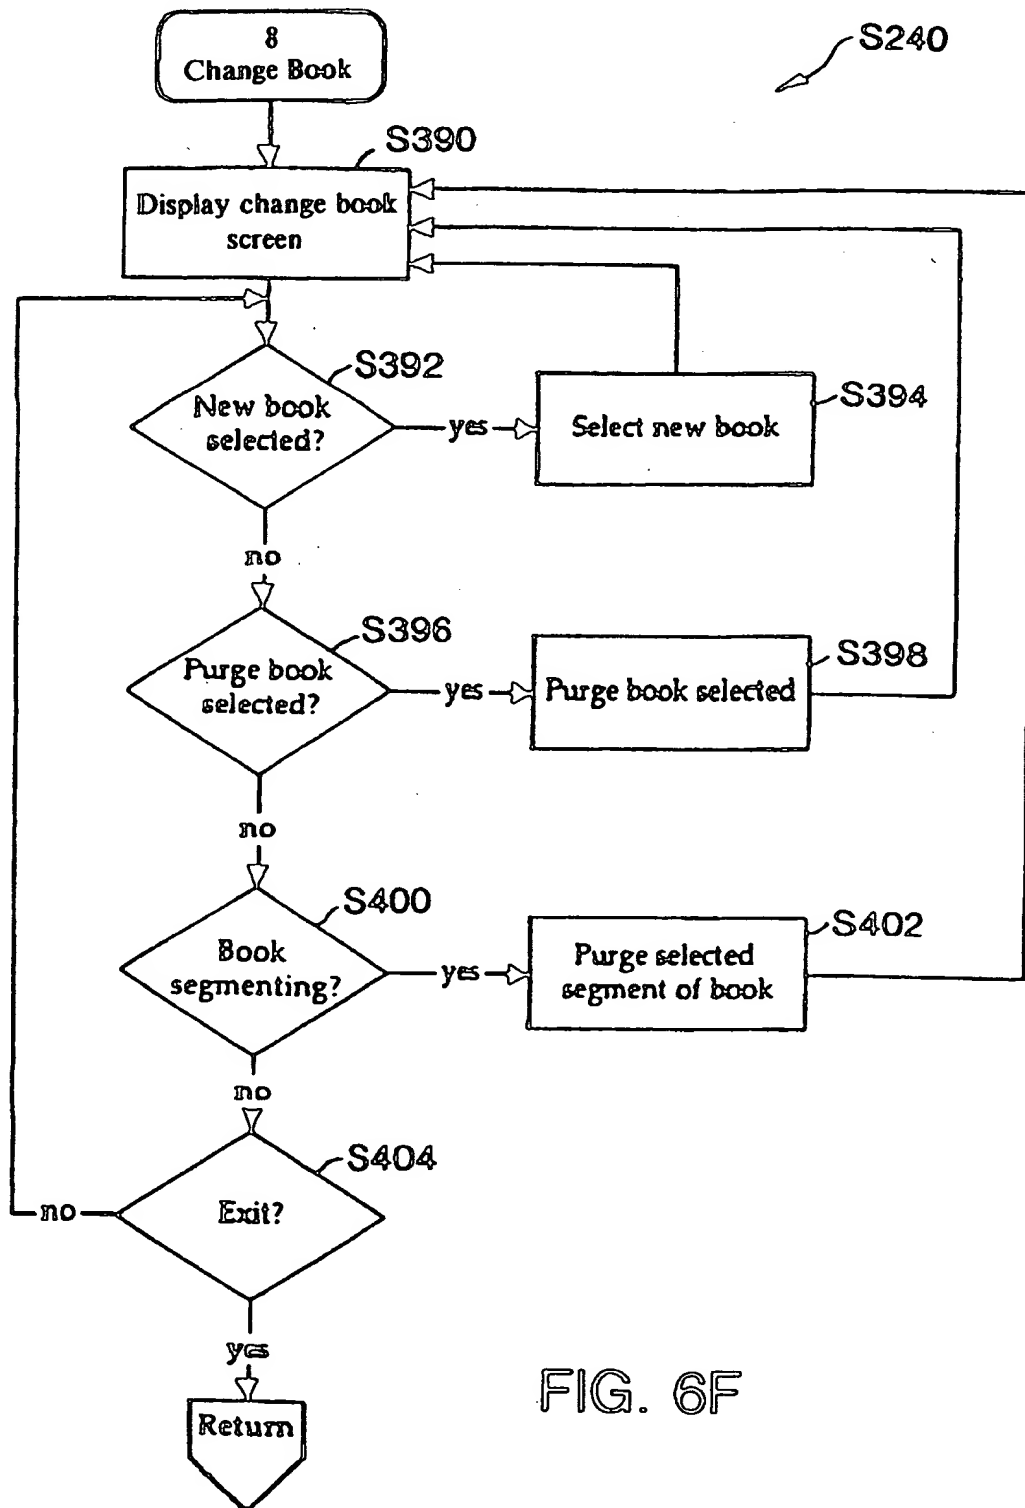 8
Change Book
S240
S390
Display change book
screen
S392
New book
selected?
yes
S394
Select new book
no
S396
Purge book
selected?
yes
S398
Purge book selected
no
S400
Book
segmenting?
yes
S402
Purge selected
segment of book
no
S404
Exit?
no
yes
Return
FIG. 6F